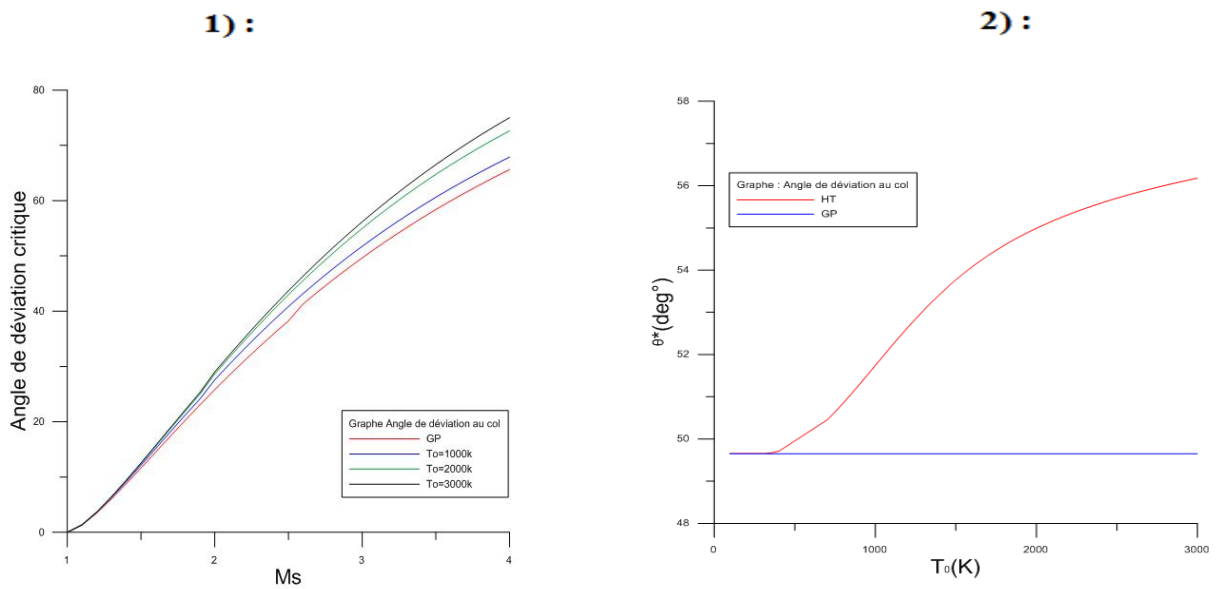 1) :
80
60
40
20
0
1
2
3
4
Angle de déviation critique
Ms
Graphe Angle de déviation au col
GP
To=1000k
To=2000k
To=3000k
2) :
58
56
54
52
50
48
0
1000
2000
3000
θ*(deg°)
T₀(K)
Graphe : Angle de déviation au col
HT
GP